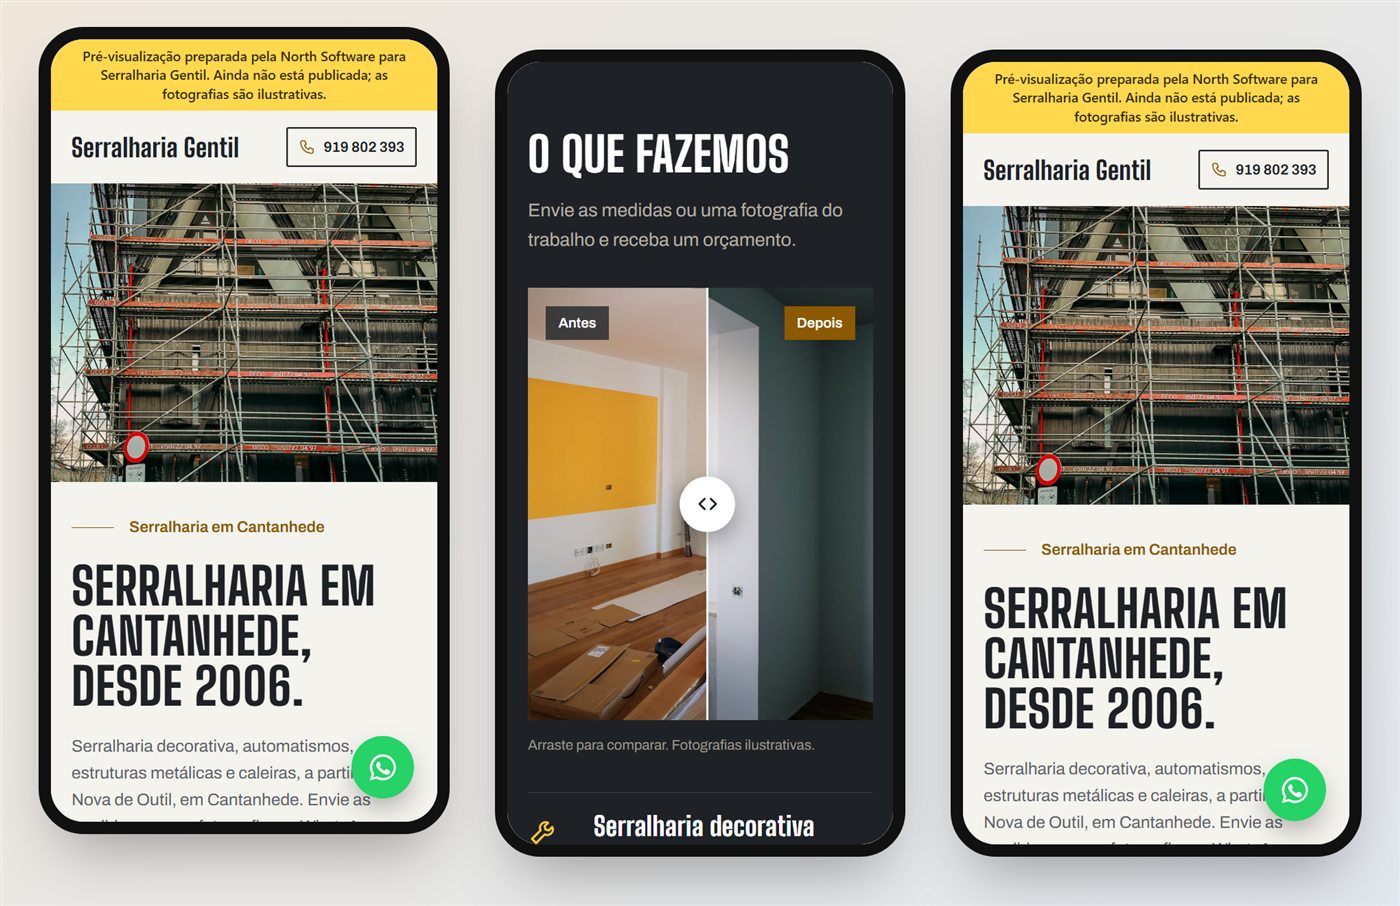 Pré-visualização preparada pela North Software para
Serralharia Gentil. Ainda não está publicada; as
fotografias são ilustrativas.
Serralharia Gentil
919 802 393
Serralharia em Cantanhede
SERRALHARIA EM
CANTANHEDE,
DESDE 2006.
Serralharia decorativa, automatismos,
estruturas metálicas e caleiras, a
Nova de Outil, em Cantanhede. Envie as
O QUE FAZEMOS
Envie as medidas ou uma fotografia do
trabalho e receba um orçamento.
Antes
Depois
Arraste para comparar. Fotografias ilustrativas.
Serralharia decorativa
Pré-visualização preparada pela North Software para
Serralharia Gentil. Ainda não está publicada; as
fotografias são ilustrativas.
Serralharia Gentil
919 802 393
Serralharia em Cantanhede
SERRALHARIA EM
CANTANHEDE,
DESDE 2006.
Serralharia decorativa, automatismos,
estruturas metálicas e caleiras, a
Nova de Outil, em Cantanhede. Envie as